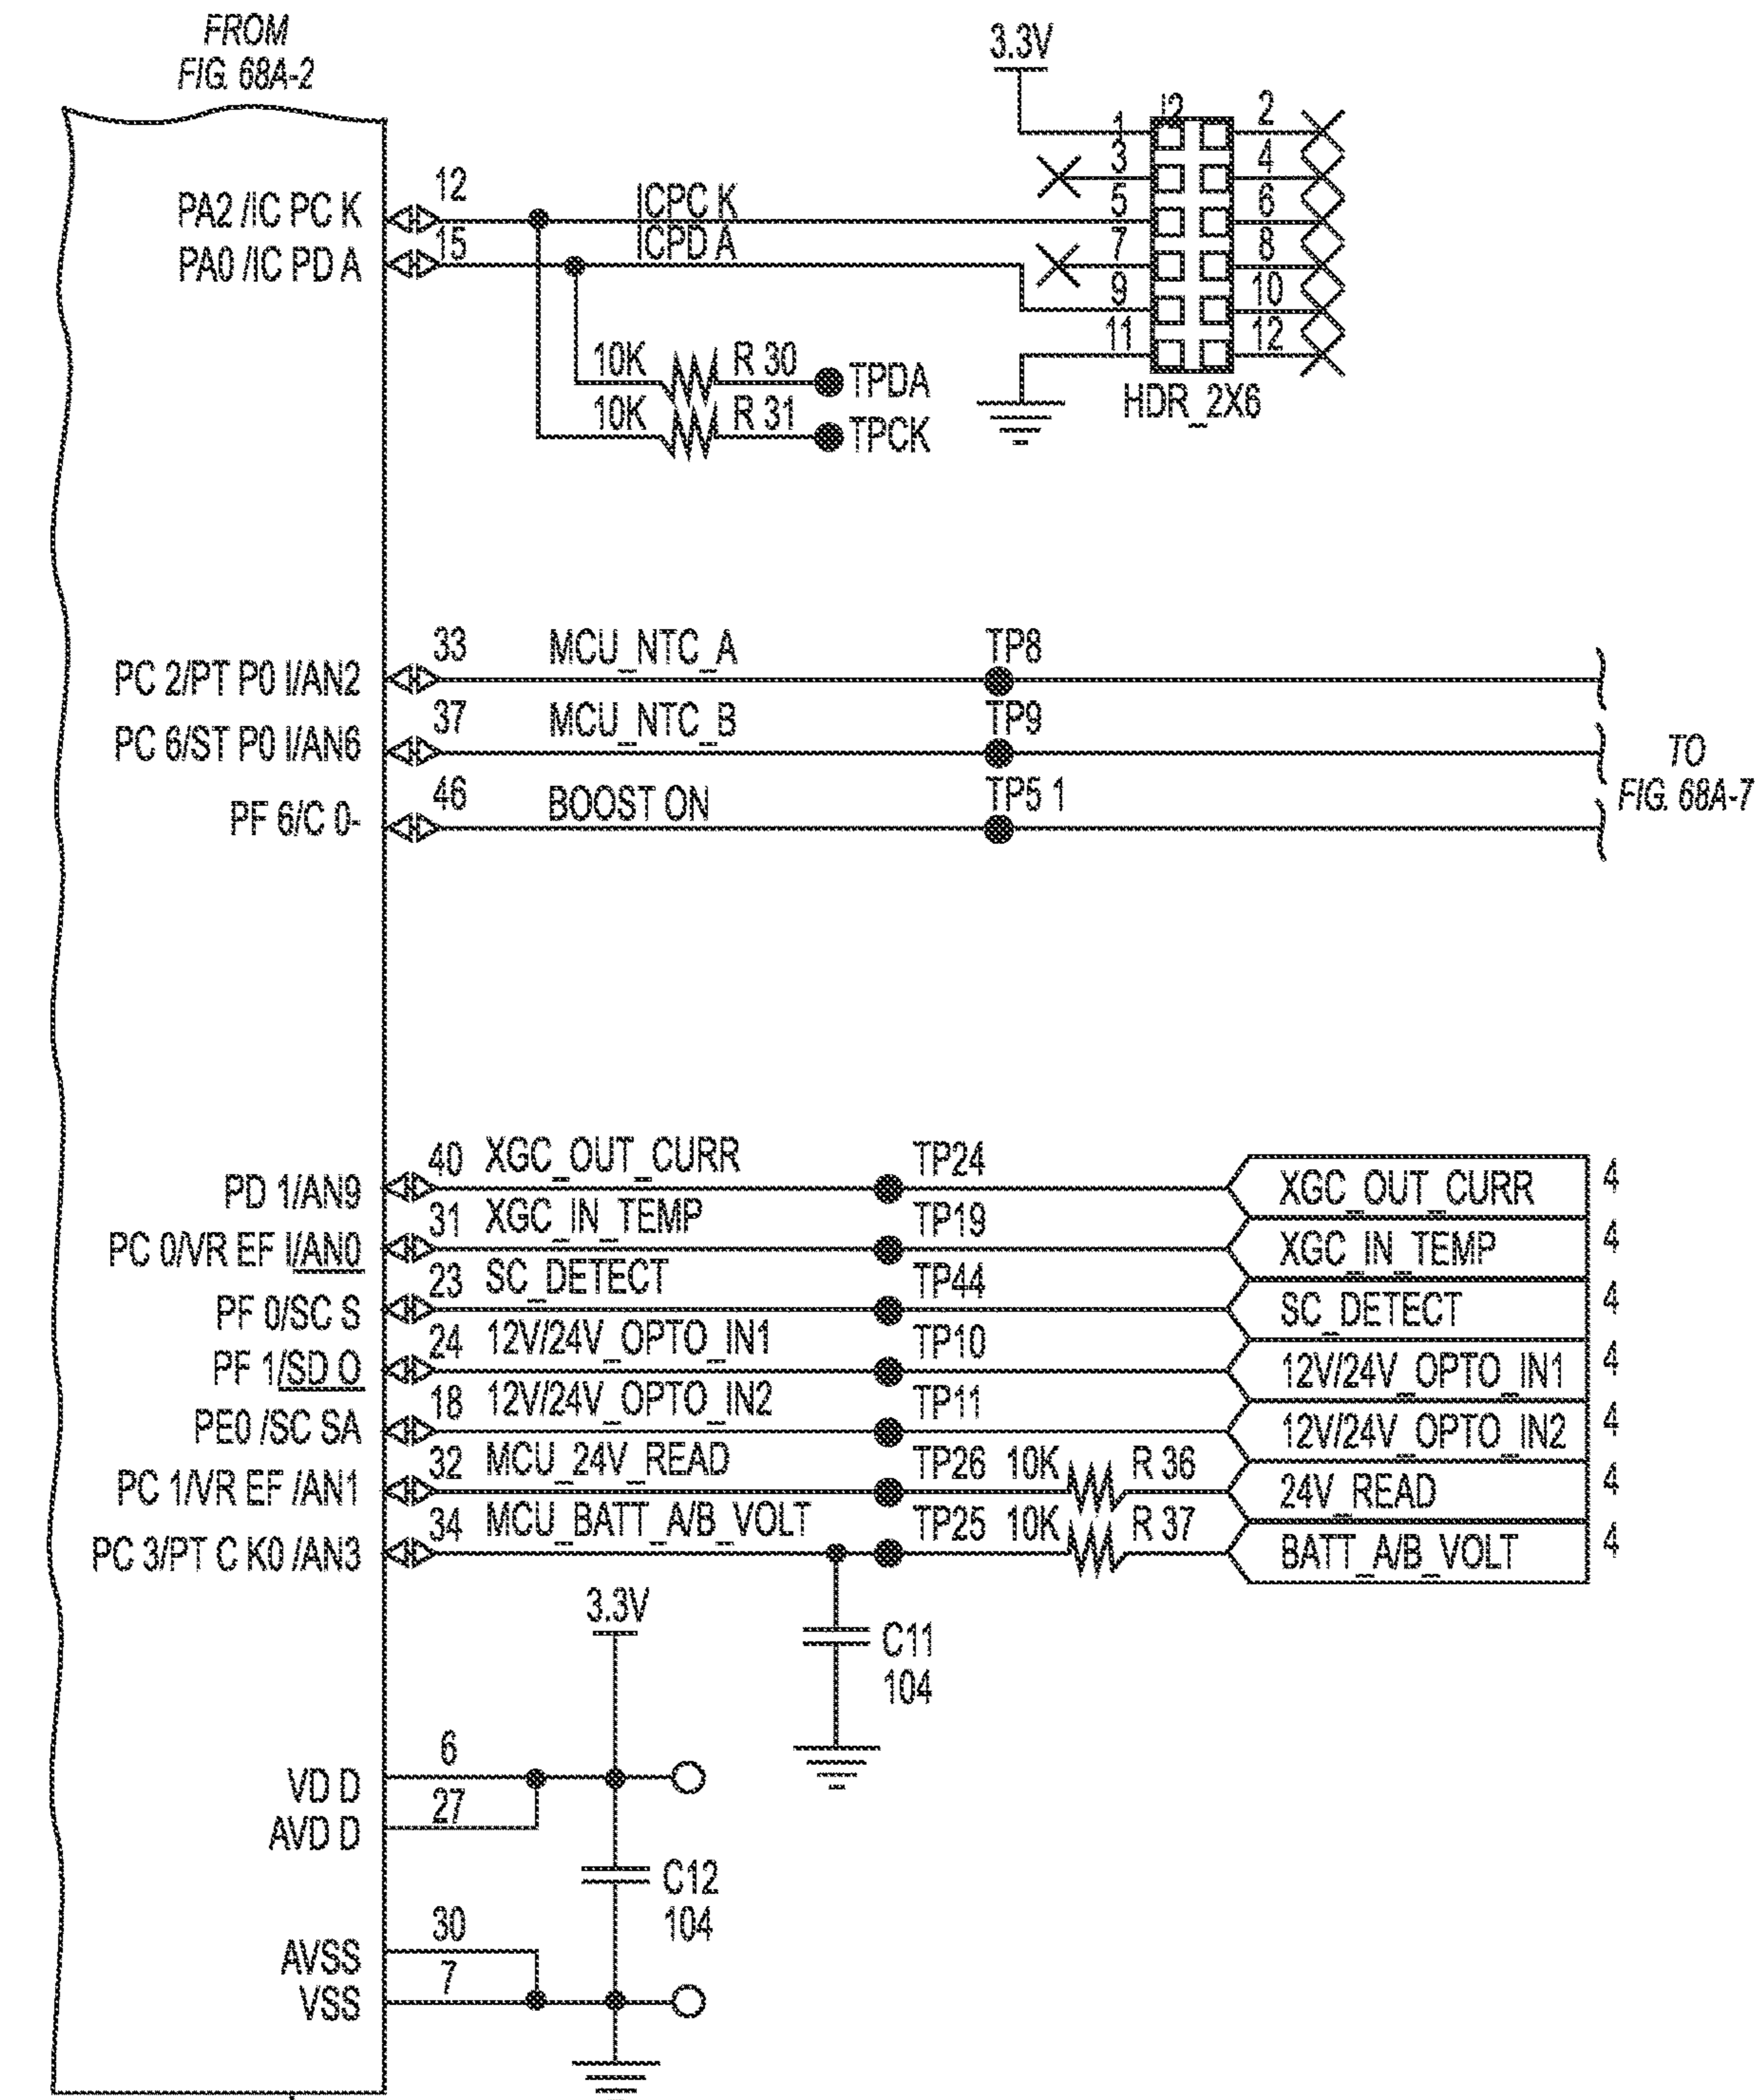 FROM
FIG. 68A-2
3.3V
J2
1 2
3 4
5 6
7 8
9 10
11 12
HDR_2X6
PA2 /IC PC K 12 ICPC K
PA0 /IC PD A 15 ICPD A
10K R 30 TPDA
10K R 31 TPCK
PC 2/PT P0 I/AN2 33 MCU_NTC_A TP8
PC 6/ST P0 I/AN6 37 MCU_NTC_B TP9
PF 6/C 0- 46 BOOST ON TP5 1
TO
FIG. 68A-7
PD 1/AN9 40 XGC_OUT_CURR TP24 XGC_OUT_CURR 4
PC 0/VR EF I/AN0 31 XGC_IN_TEMP TP19 XGC_IN_TEMP 4
PF 0/SC S 23 SC_DETECT TP44 SC_DETECT 4
PF 1/SD O 24 12V/24V_OPTO_IN1 TP10 12V/24V_OPTO_IN1 4
PE0 /SC SA 18 12V/24V_OPTO_IN2 TP11 12V/24V_OPTO_IN2 4
PC 1/VR EF /AN1 32 MCU_24V_READ TP26 10K R 36 24V_READ 4
PC 3/PT C K0 /AN3 34 MCU_BATT_A/B_VOLT TP25 10K R 37 BATT_A/B_VOLT 4
3.3V
C11
104
VD D 6
AVD D 27
C12
104
AVSS 30
VSS 7